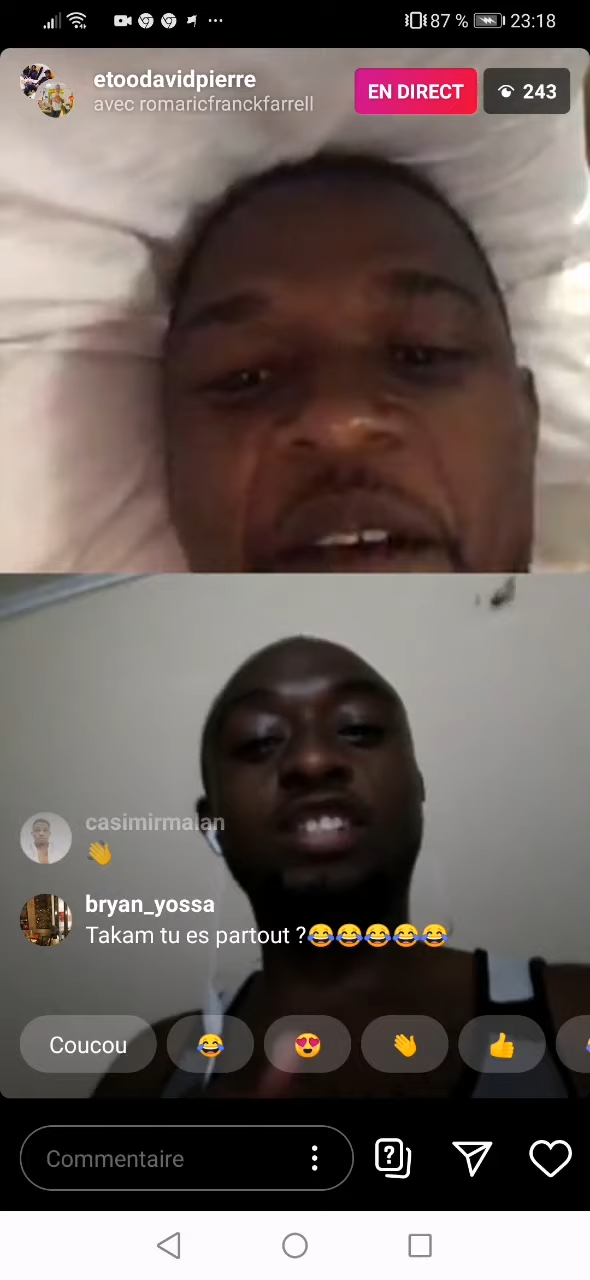 87 % 23:18
etoodavidpierre
avec romaricfranckfarrell
EN DIRECT
243
casimirmalan
👋
bryan_yossa
Takam tu es partout ?😂😂😂😂😂
Coucou 😂 😍 👋 👍
Commentaire